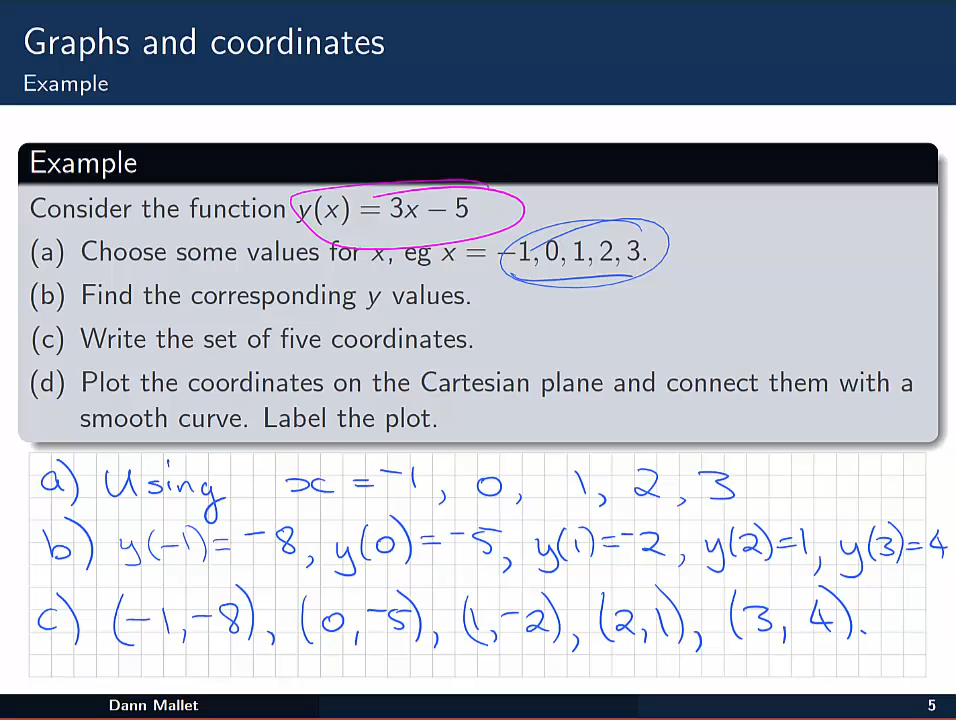 Graphs and coordinates
Example
Example
Consider the function y(x) = 3x − 5
(a) Choose some values for x, eg x = −1, 0, 1, 2, 3.
(b) Find the corresponding y values.
(c) Write the set of five coordinates.
(d) Plot the coordinates on the Cartesian plane and connect them with a
smooth curve. Label the plot.
a) Using x = −1, 0, 1, 2, 3
b) y(−1) = −8, y(0) = −5, y(1) = −2, y(2) = 1, y(3) = 4
c) (−1, −8), (0, −5), (1, −2), (2, 1), (3, 4).
Dann Mallet 5